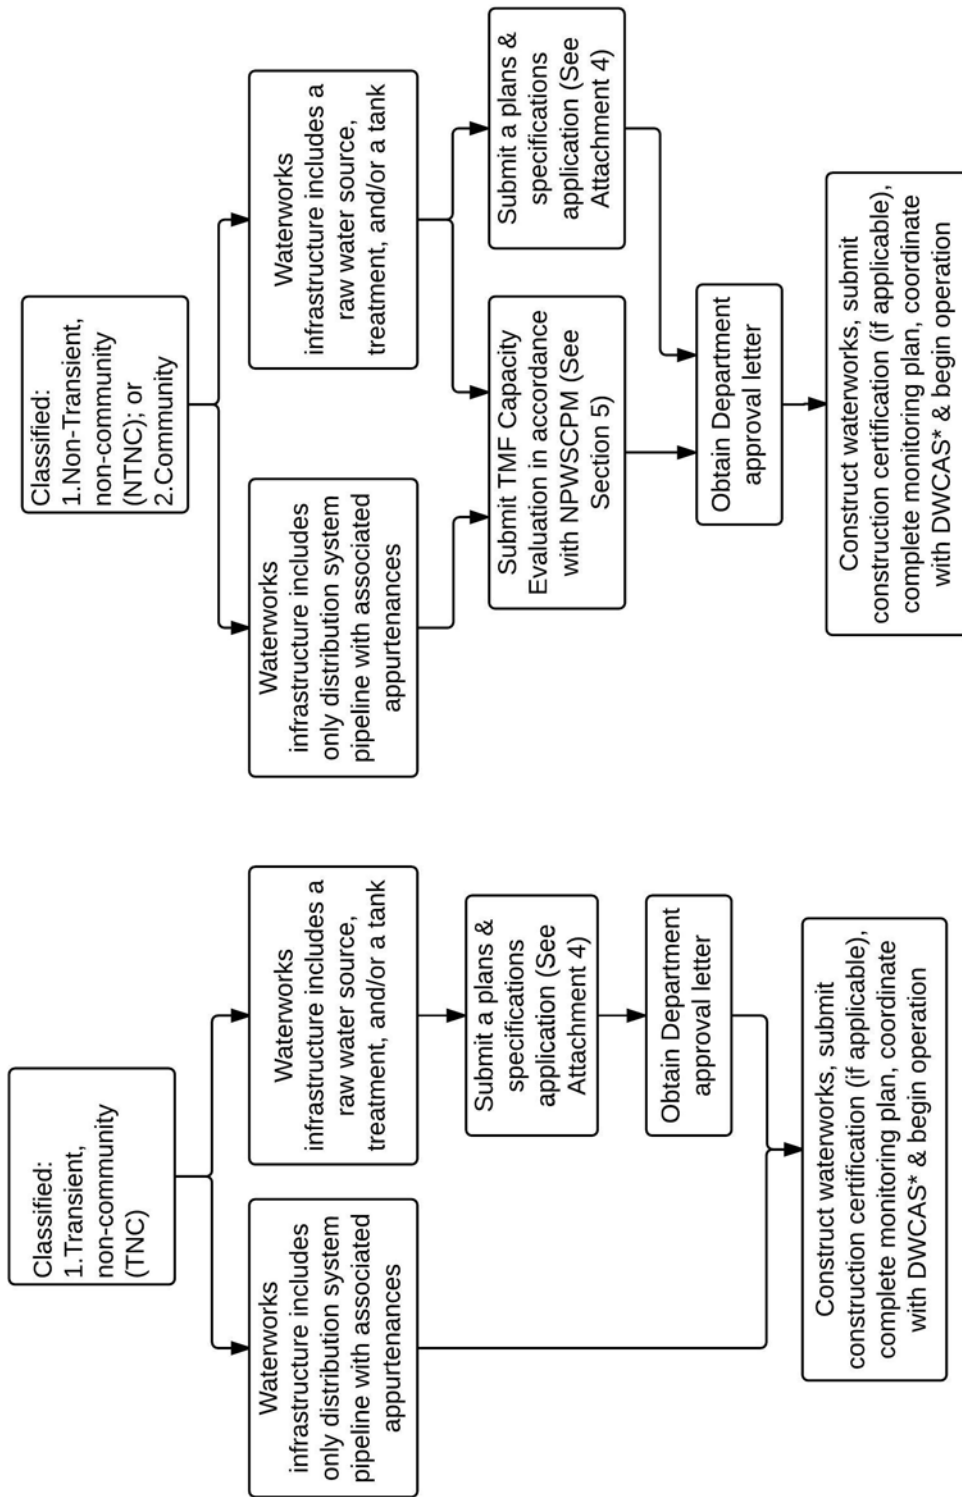 Classified:
1.Transient,
non-community
(TNC)
Waterworks
infrastructure includes
only distribution system
pipeline with associated
appurtenances
Waterworks
infrastructure includes a
raw water source,
treatment, and/or a tank
Submit a plans &
specifications
application (See
Attachment 4)
Obtain Department
approval letter
Construct waterworks, submit
construction certification (if applicable),
complete monitoring plan, coordinate
with DWCAS* & begin operation
Classified:
1.Non-Transient,
non-community
(NTNC); or
2.Community
Waterworks
infrastructure includes
only distribution system
pipeline with associated
appurtenances
Waterworks
infrastructure includes a
raw water source,
treatment, and/or a tank
Submit TMF Capacity
Evaluation in accordance
with NPWSCPM (See
Section 5)
Submit a plans &
specifications
application (See
Attachment 4)
Obtain Department
approval letter
Construct waterworks, submit
construction certification (if applicable),
complete monitoring plan, coordinate
with DWCAS* & begin operation